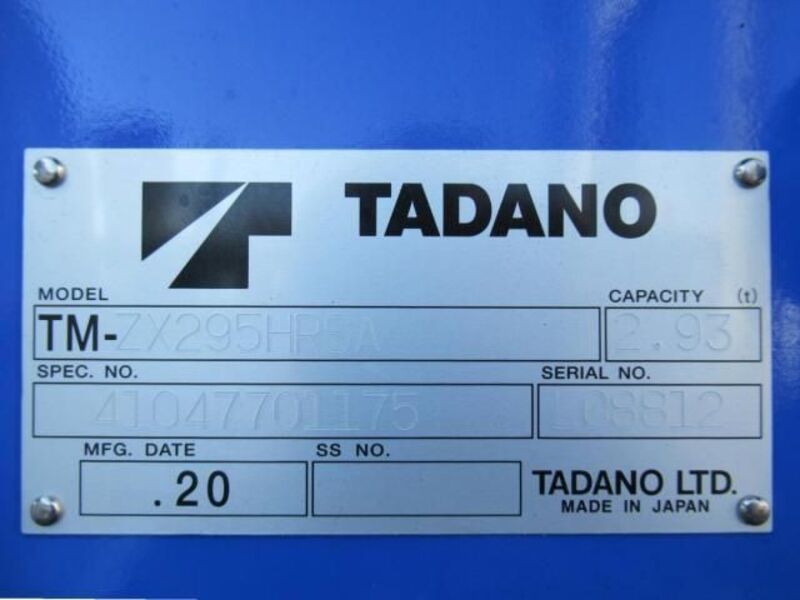 TADANO
MODEL
CAPACITY (t)
TM-ZX295HR5A
2.93
SPEC. NO.
SERIAL NO.
41047701175
LG8812
MFG. DATE
SS NO.
.20
TADANO LTD.
MADE IN JAPAN